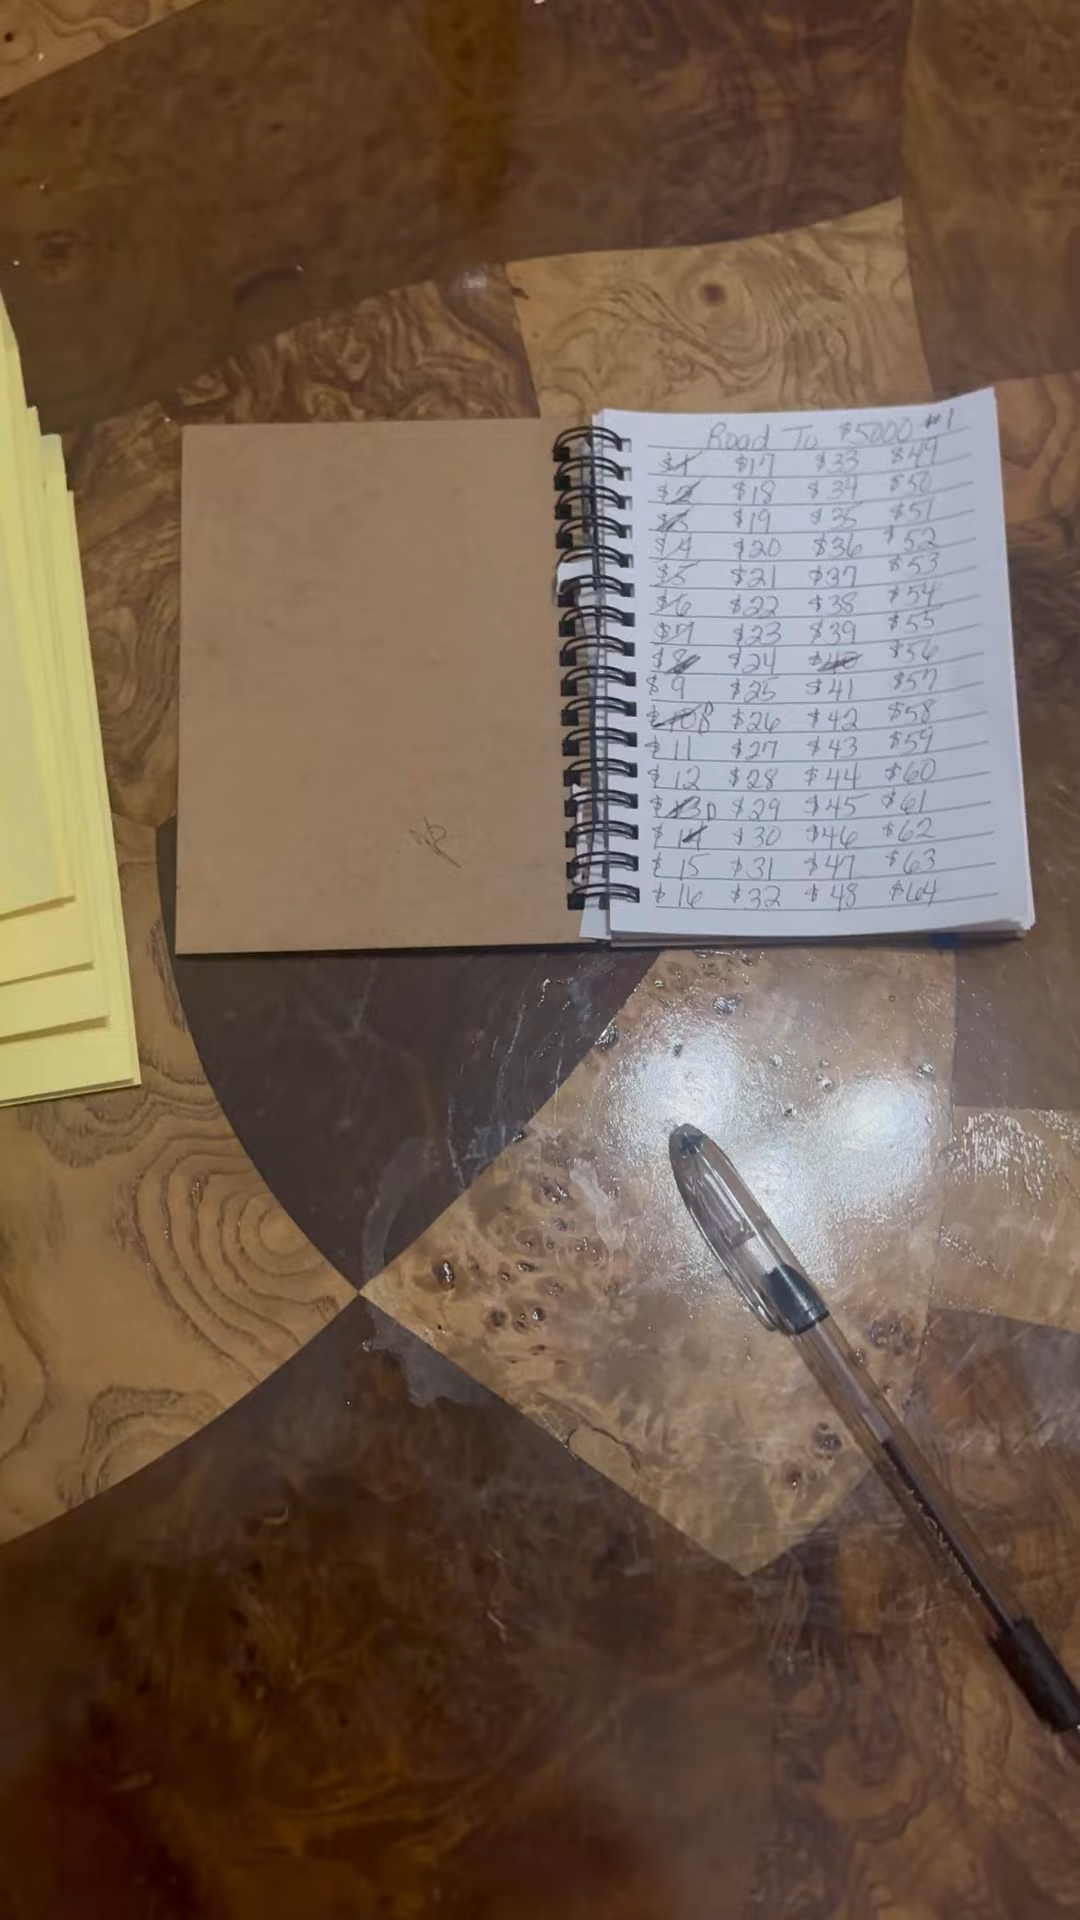 Road To $5000 #1
$1 $17 $33 $49
$2 $18 $34 $50
$3 $19 $35 $51
$4 $20 $36 $52
$5 $21 $37 $53
$6 $22 $38 $54
$7 $23 $39 $55
$8 $24 $40 $56
$9 $25 $41 $57
$10 $26 $42 $58
$11 $27 $43 $59
$12 $28 $44 $60
$13 D $29 $45 $61
$14 $30 $46 $62
$15 $31 $47 $63
$16 $32 $48 $64